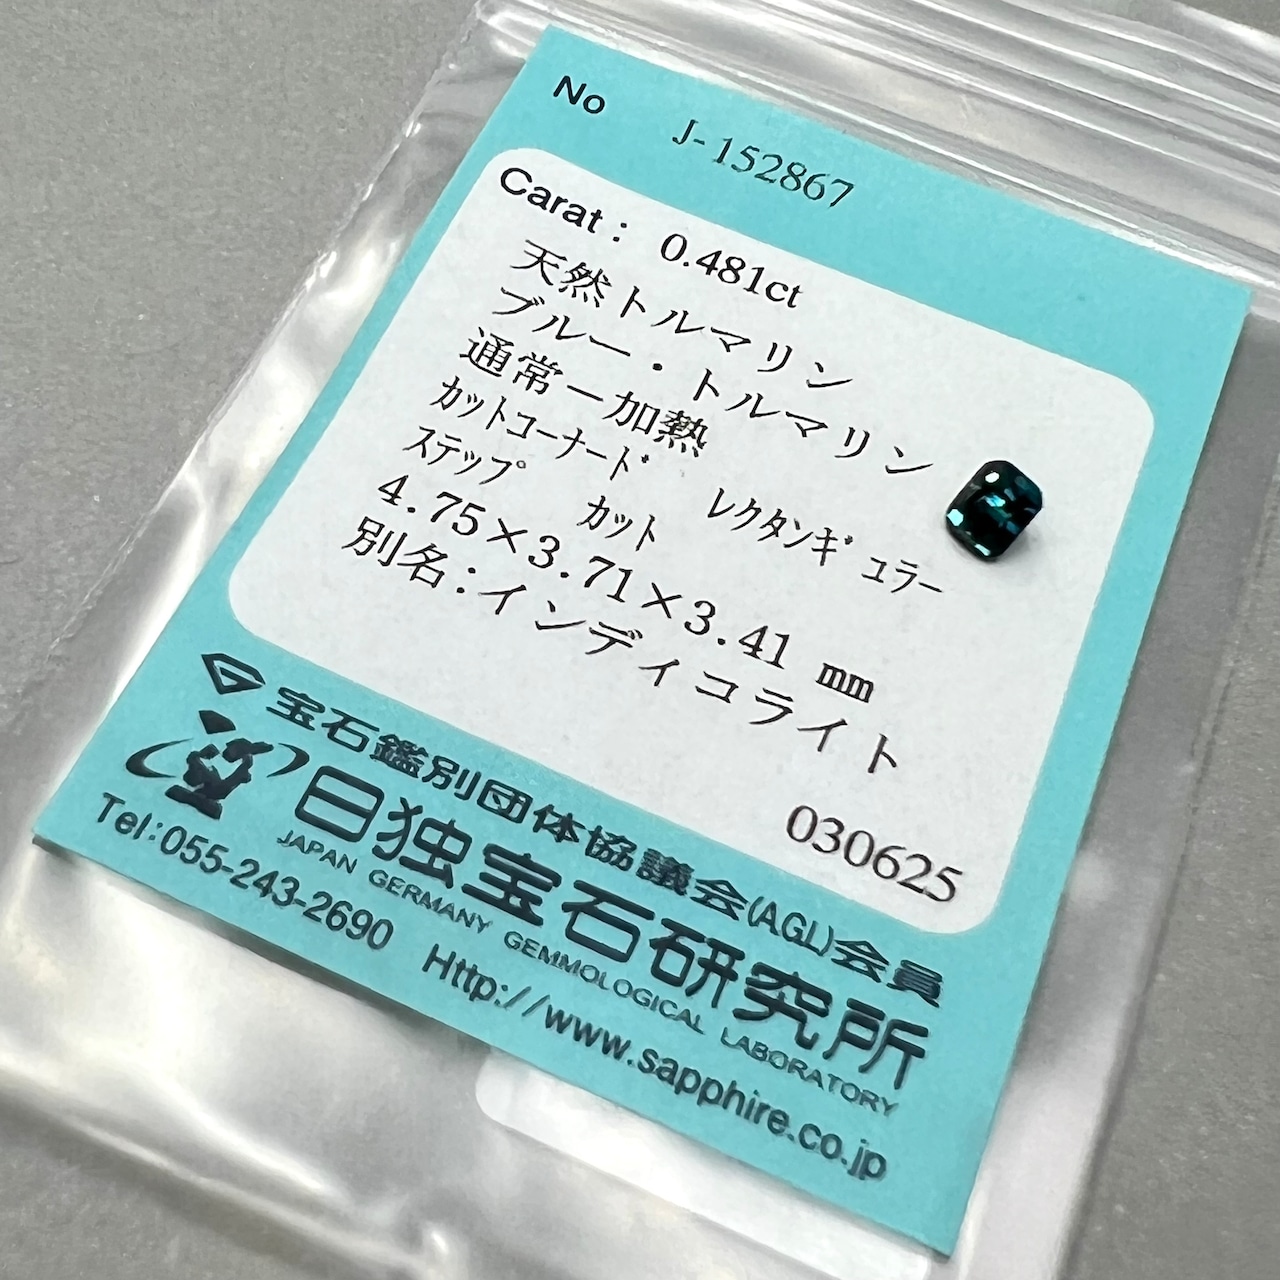 No J-152867
Carat : 0.481ct
天然トルマリン
ブルー・トルマリン
通常ー加熱
カットコーナード レクタンギュラー
ステップ カット
4.75×3.71×3.41 mm
別名：インディコライト
030625
宝石鑑別団体協議会(AGL)会員
日独宝石研究所
JAPAN GERMANY GEMMOLOGICAL LABORATORY
Tel:055-243-2690 Http://www.sapphire.co.jp